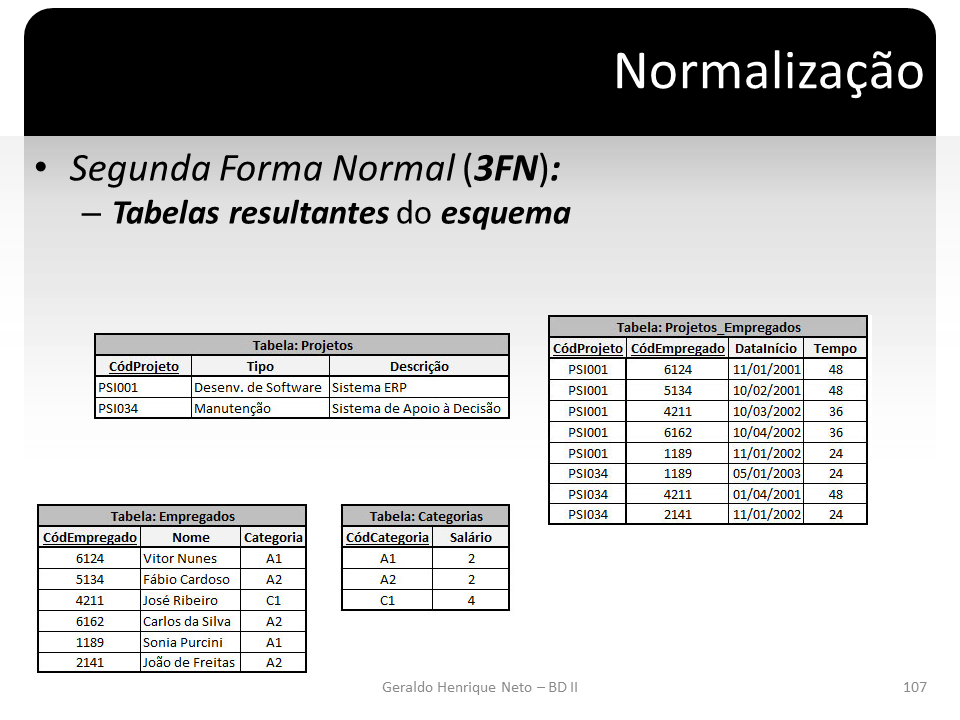 Normalização
• Segunda Forma Normal (3FN):
– Tabelas resultantes do esquema
Tabela: Projetos
CódProjeto Tipo Descrição
PSI001 Desenv. de Software Sistema ERP
PSI034 Manutenção Sistema de Apoio à Decisão
Tabela: Projetos_Empregados
CódProjeto CódEmpregado DataInício Tempo
PSI001 6124 11/01/2001 48
PSI001 5134 10/02/2001 48
PSI001 4211 10/03/2002 36
PSI001 6162 10/04/2002 36
PSI001 1189 11/01/2002 24
PSI034 1189 05/01/2003 24
PSI034 4211 01/04/2001 48
PSI034 2141 11/01/2002 24
Tabela: Empregados
CódEmpregado Nome Categoria
6124 Vitor Nunes A1
5134 Fábio Cardoso A2
4211 José Ribeiro C1
6162 Carlos da Silva A2
1189 Sonia Purcini A1
2141 João de Freitas A2
Tabela: Categorias
CódCategoria Salário
A1 2
A2 2
C1 4
Geraldo Henrique Neto – BD II
107